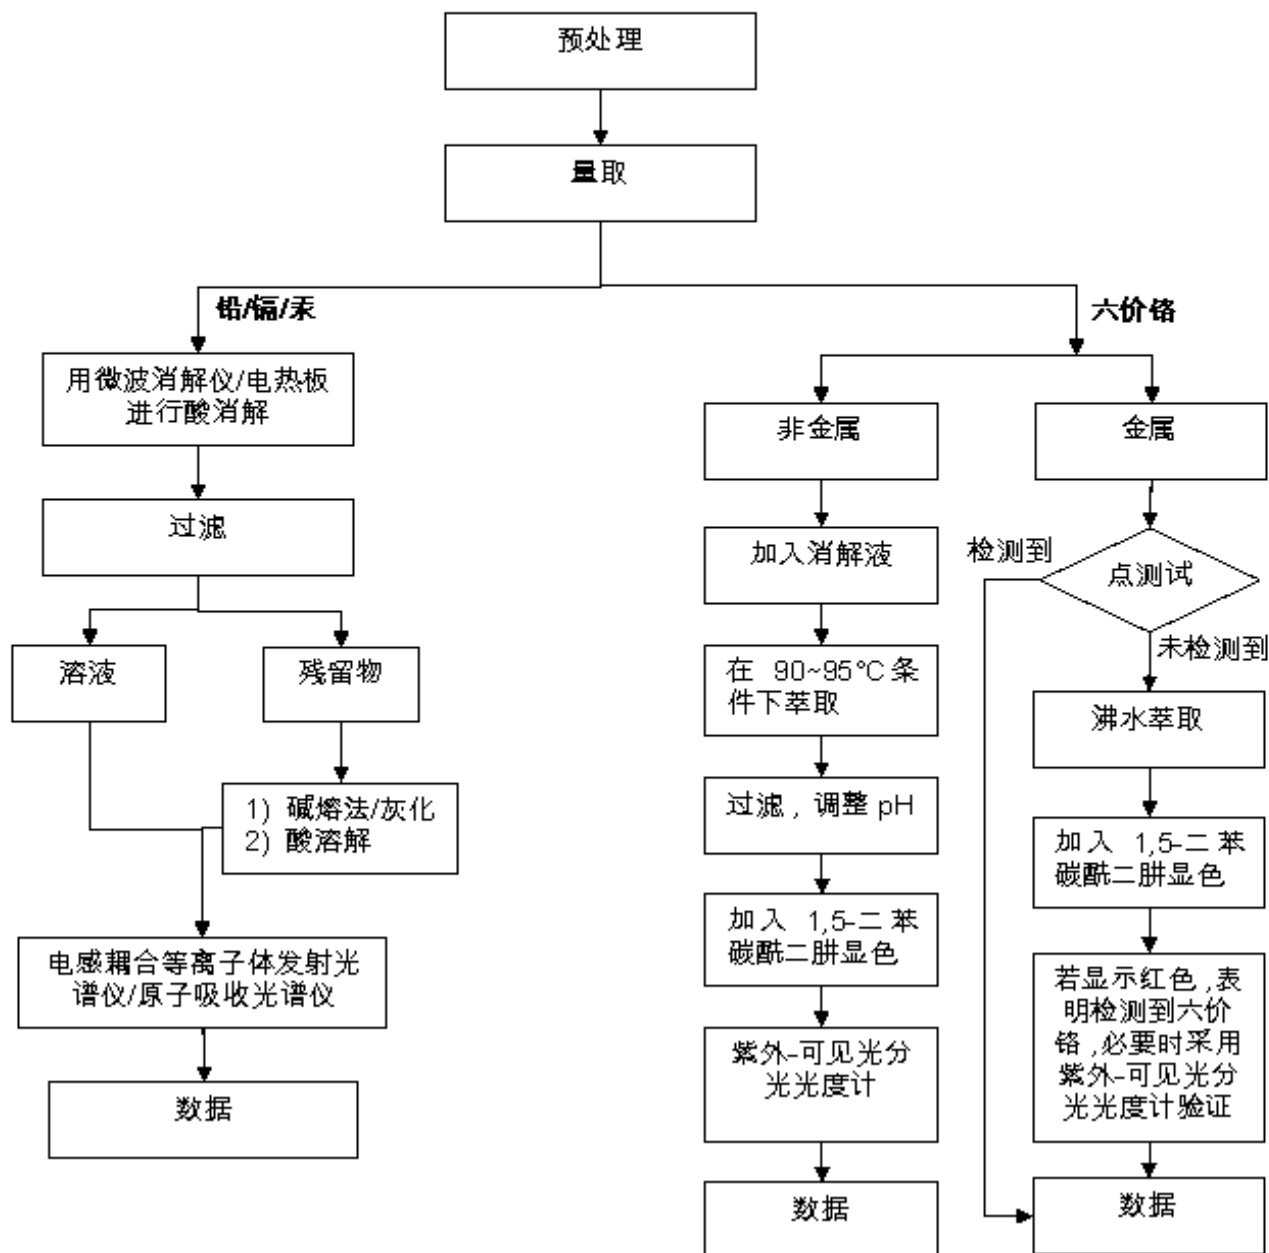 预处理
量取
铅/镉/汞
用微波消解仪/电热板
进行酸消解
过滤
溶液
残留物
1) 碱熔法/灰化
2) 酸溶解
电感耦合等离子体发射光
谱仪/原子吸收光谱仪
数据
六价铬
非金属
加入消解液
在 90~95°C 条
件下萃取
过滤，调整 pH
加入 1,5-二苯
碳酰二肼显色
紫外-可见光分
光光度计
数据
金属
点测试
检测到
未检测到
沸水萃取
加入 1,5-二苯
碳酰二肼显色
若显示红色，表
明检测到六价
铬，必要时采用
紫外-可见光分
光光度计验证
数据